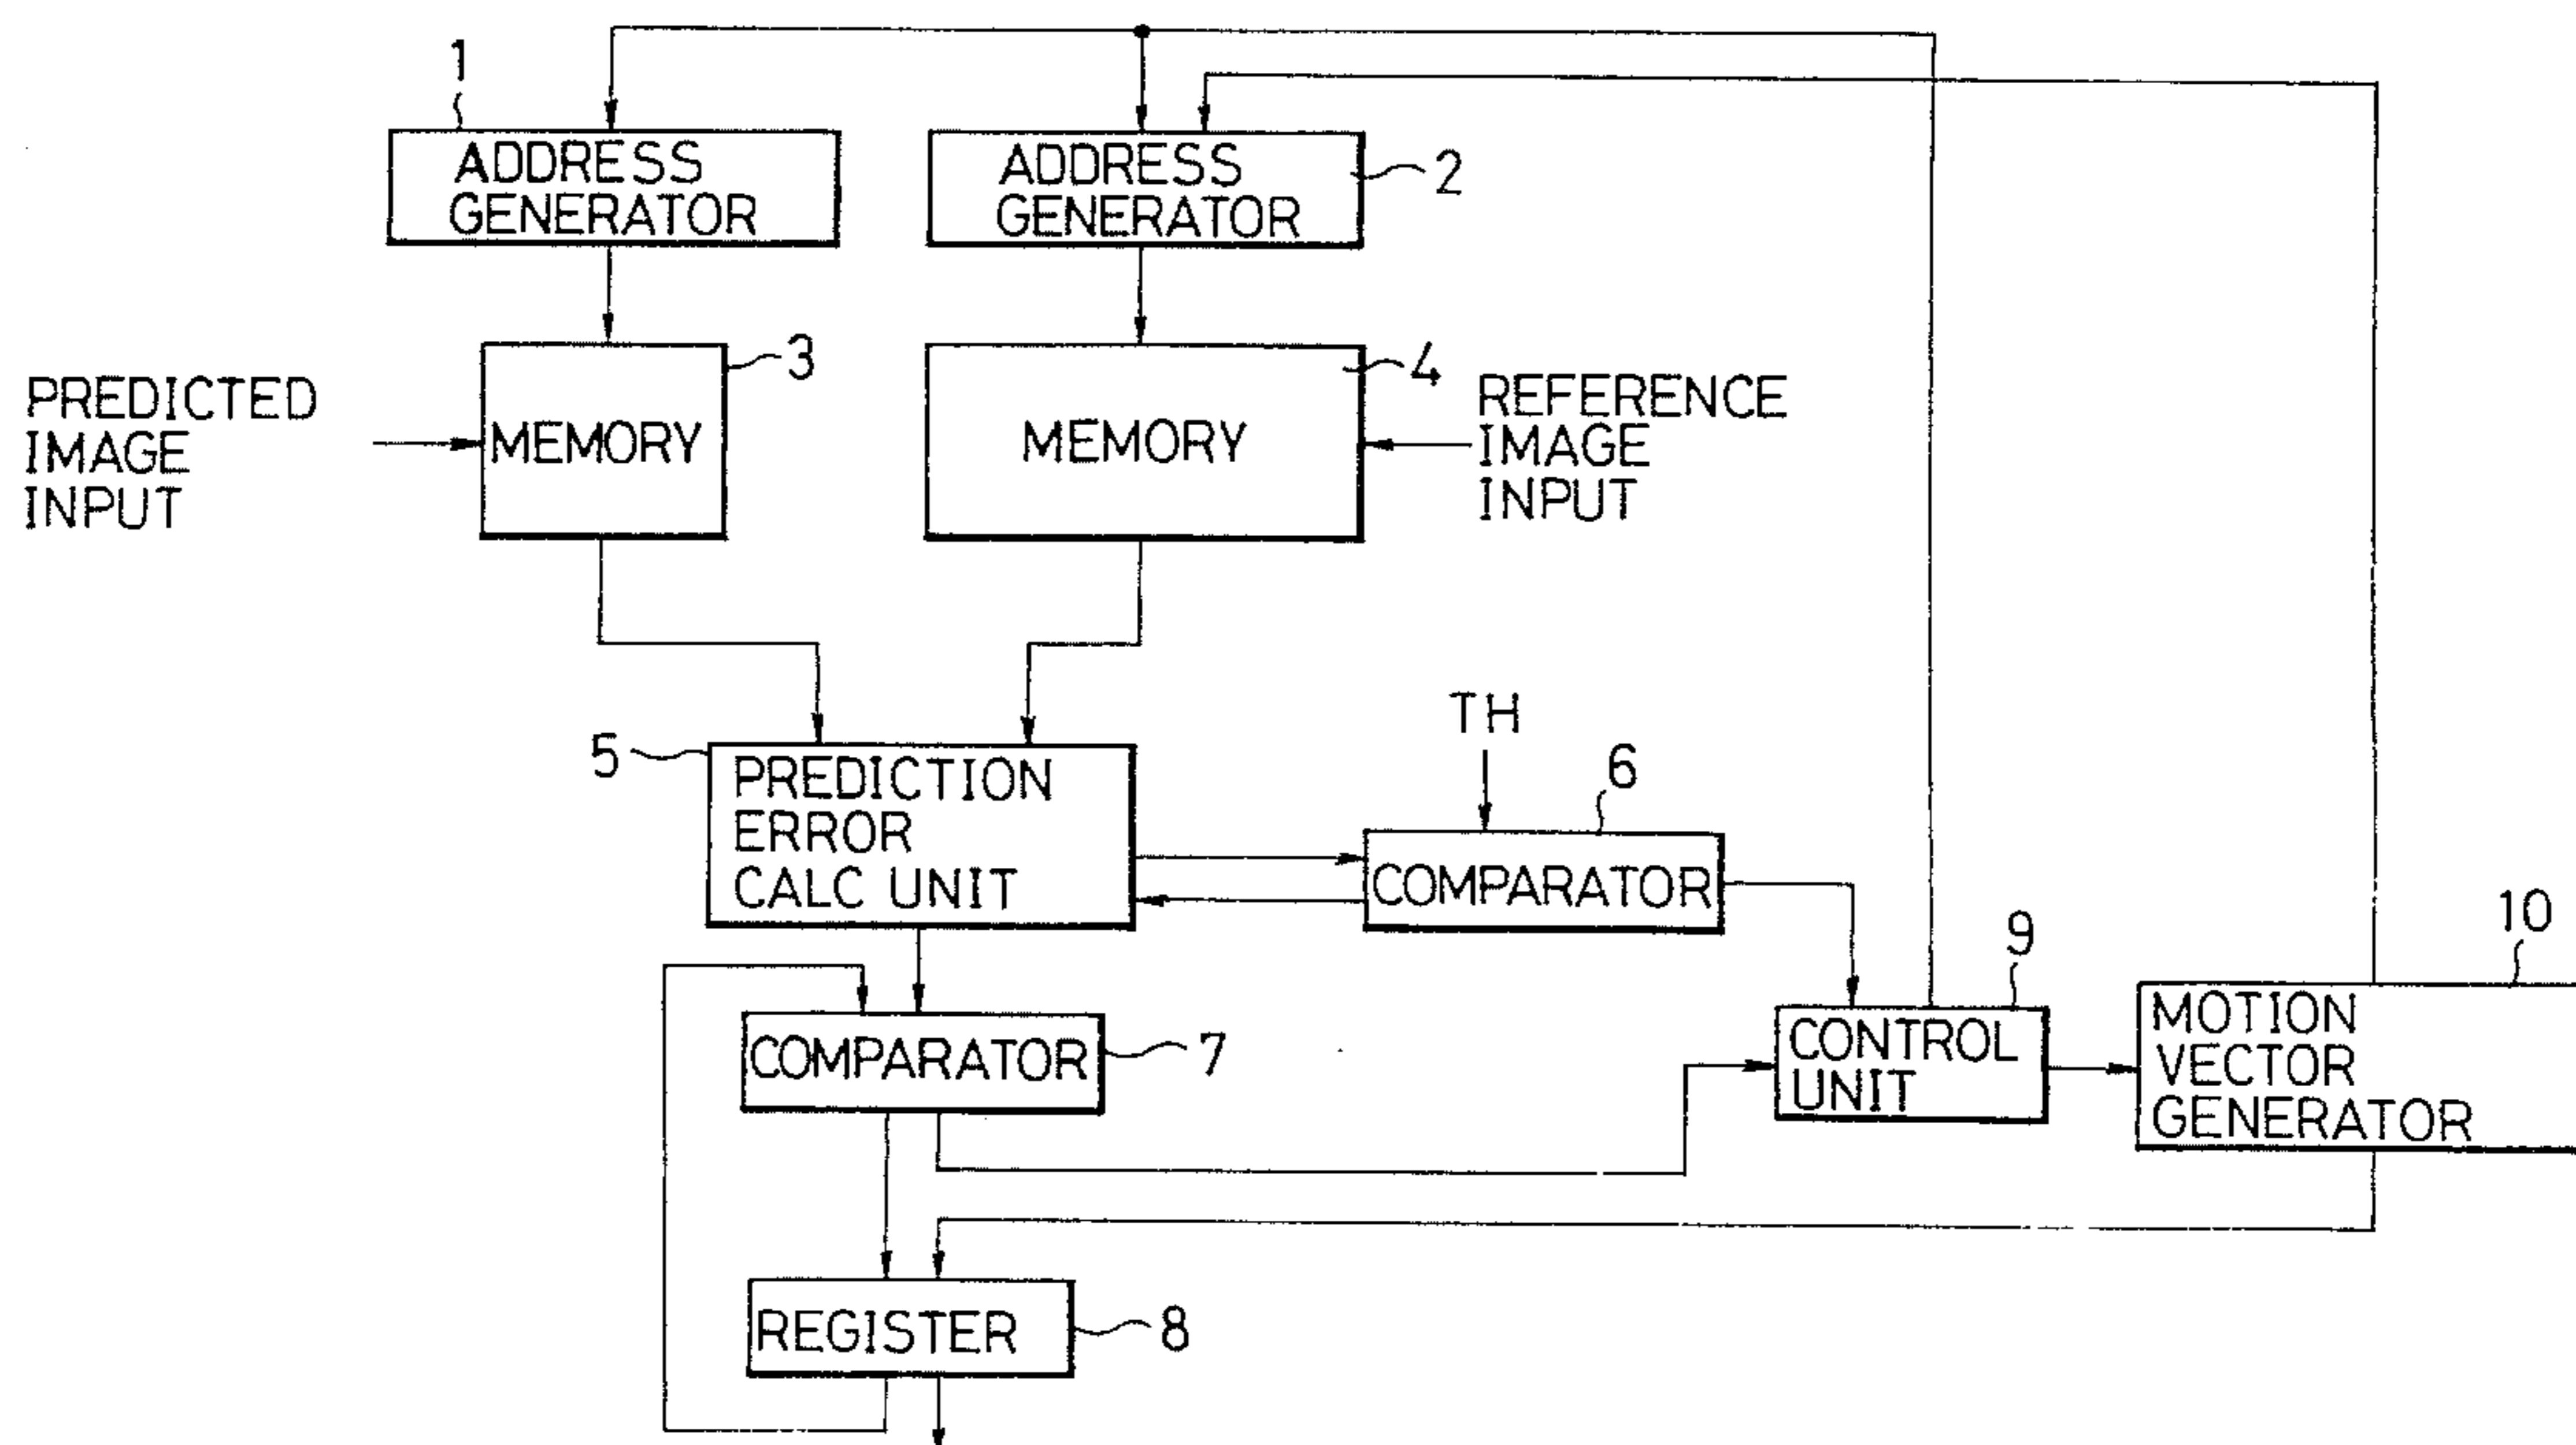 1
ADDRESS
GENERATOR
ADDRESS
GENERATOR
2
PREDICTED
IMAGE
INPUT
MEMORY
3
MEMORY
4
REFERENCE
IMAGE
INPUT
5
PREDICTION
ERROR
CALC UNIT
TH
6
COMPARATOR
COMPARATOR
7
9
CONTROL
UNIT
10
MOTION
VECTOR
GENERATOR
REGISTER
8